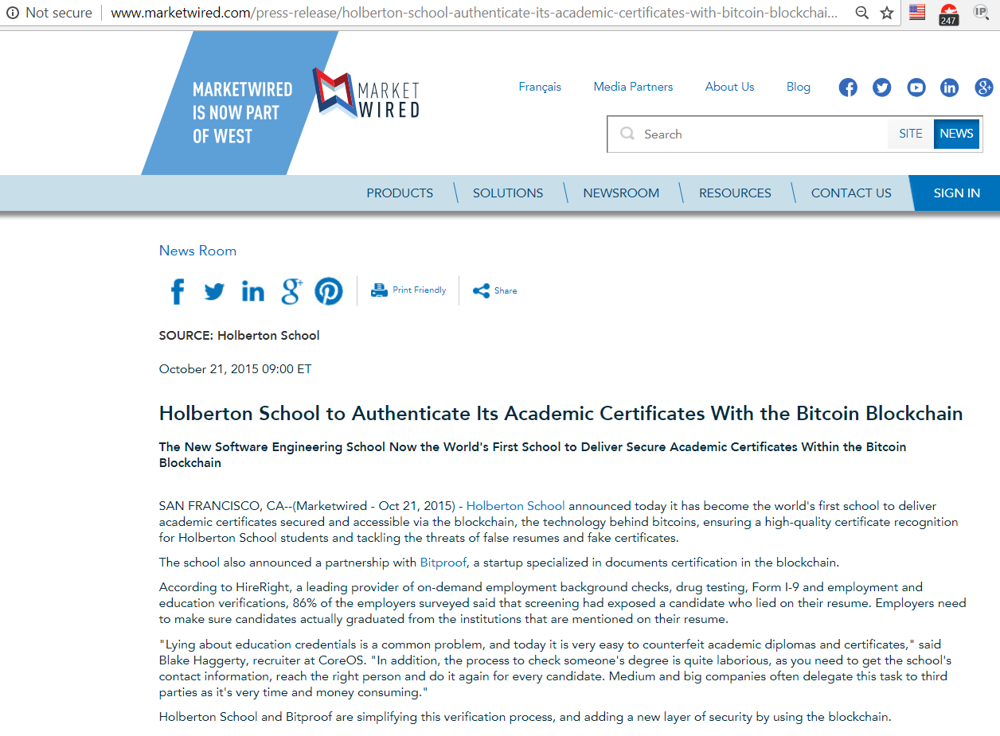 Not secure www.marketwired.com/press-release/holberton-school-authenticate-its-academic-certificates-with-bitcoin-blockchai...
247
IP
MARKETWIRED
IS NOW PART
OF WEST
MARKET
WIRED
Français Media Partners About Us Blog
Search SITE NEWS
PRODUCTS SOLUTIONS NEWSROOM RESOURCES CONTACT US SIGN IN
News Room
Print Friendly Share
SOURCE: Holberton School
October 21, 2015 09:00 ET
Holberton School to Authenticate Its Academic Certificates With the Bitcoin Blockchain
The New Software Engineering School Now the World's First School to Deliver Secure Academic Certificates Within the Bitcoin
Blockchain
SAN FRANCISCO, CA--(Marketwired - Oct 21, 2015) - Holberton School announced today it has become the world's first school to deliver
academic certificates secured and accessible via the blockchain, the technology behind bitcoins, ensuring a high-quality certificate recognition
for Holberton School students and tackling the threats of false resumes and fake certificates.
The school also announced a partnership with Bitproof, a startup specialized in documents certification in the blockchain.
According to HireRight, a leading provider of on-demand employment background checks, drug testing, Form I-9 and employment and
education verifications, 86% of the employers surveyed said that screening had exposed a candidate who lied on their resume. Employers need
to make sure candidates actually graduated from the institutions that are mentioned on their resume.
"Lying about education credentials is a common problem, and today it is very easy to counterfeit academic diplomas and certificates," said
Blake Haggerty, recruiter at CoreOS. "In addition, the process to check someone's degree is quite laborious, as you need to get the school's
contact information, reach the right person and do it again for every candidate. Medium and big companies often delegate this task to third
parties as it's very time and money consuming."
Holberton School and Bitproof are simplifying this verification process, and adding a new layer of security by using the blockchain.